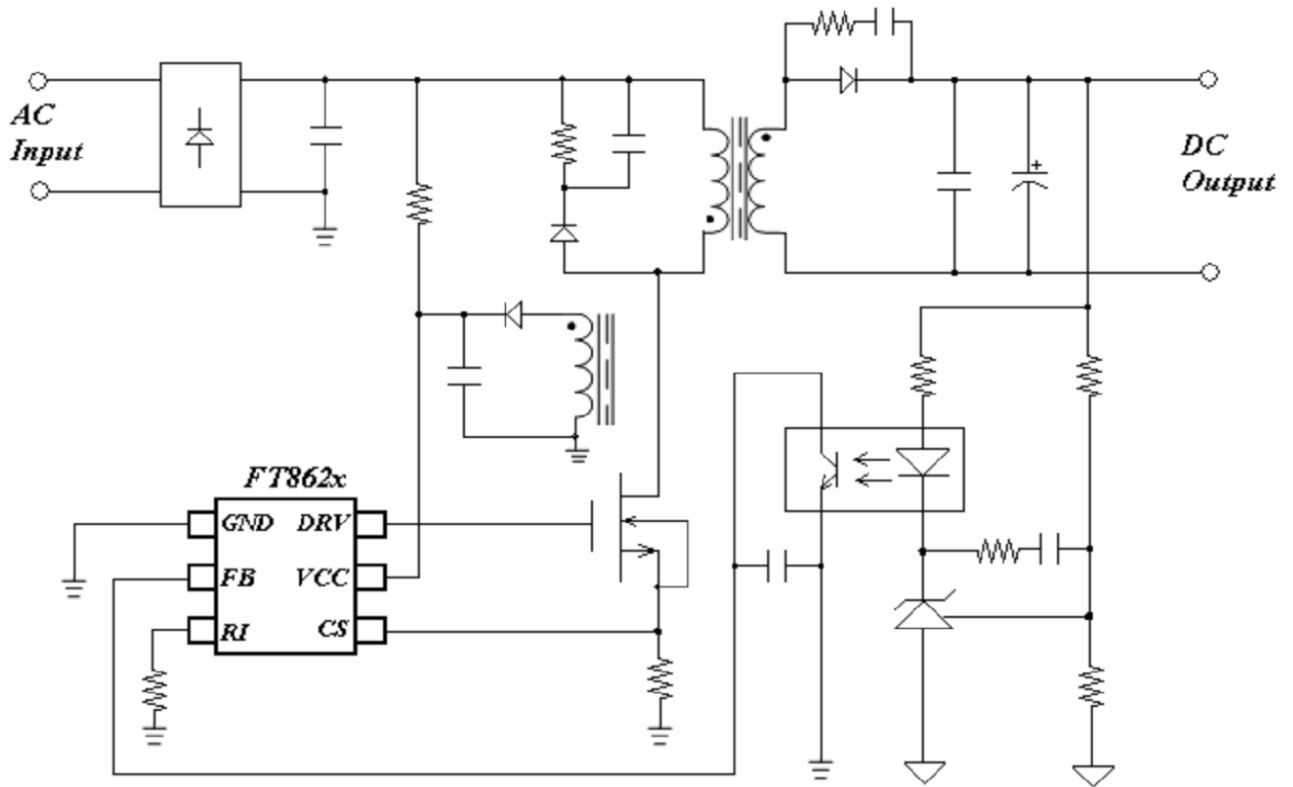 AC
Input
DC
Output
FT862x
GND DRV
FB VCC
RI CS
+